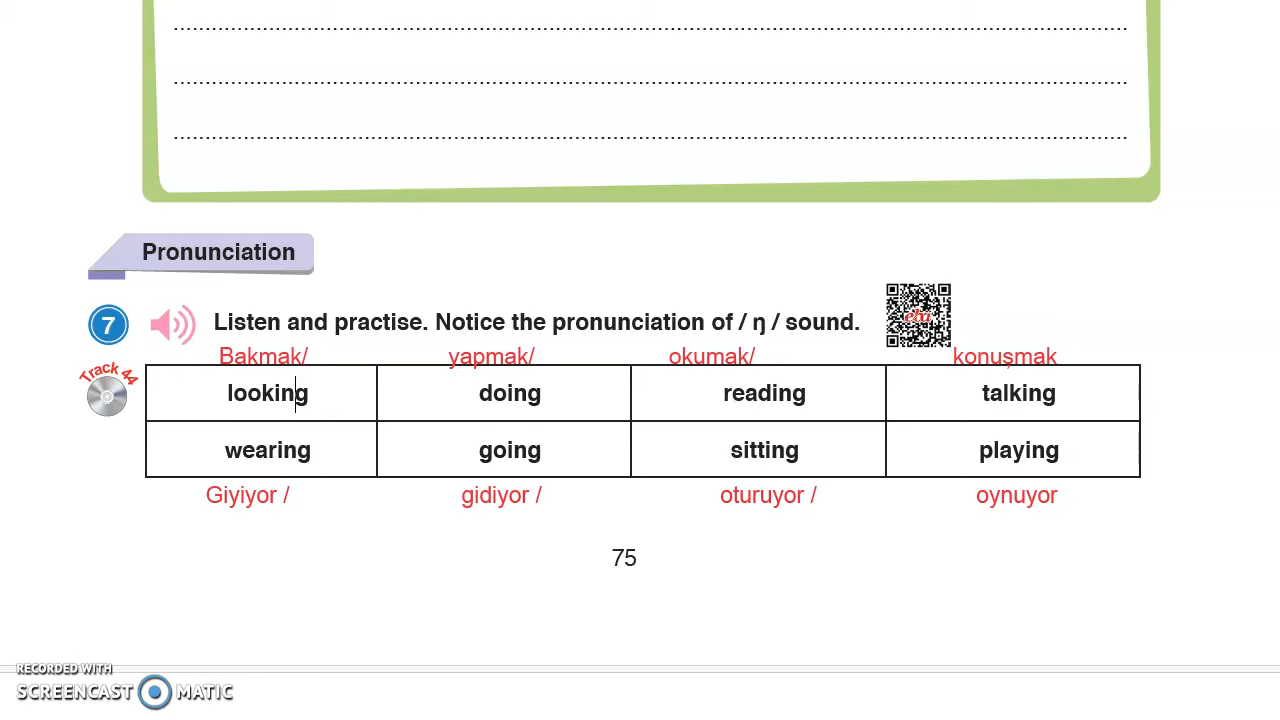 Pronunciation
7 Listen and practise. Notice the pronunciation of / ŋ / sound.
eba
Bakmak/ yapmak/ okumak/ konuşmak
Track 44
looking doing reading talking
wearing going sitting playing
Giyiyor / gidiyor / oturuyor / oynuyor
75
RECORDED WITH
SCREENCAST MATIC